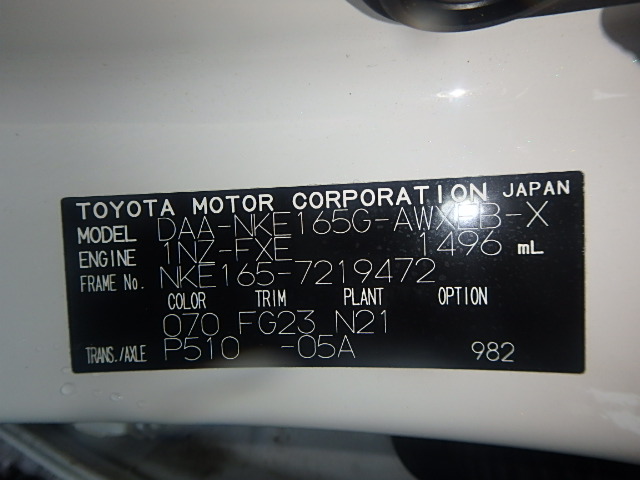 TOYOTA MOTOR CORPORATION JAPAN
MODEL DAA-NKE165G-AWXEB-X
ENGINE 1NZ-FXE 1496 mL
FRAME No. NKE165-7219472
COLOR TRIM PLANT OPTION
070 FG23 N21
TRANS./AXLE P510 -05A 982